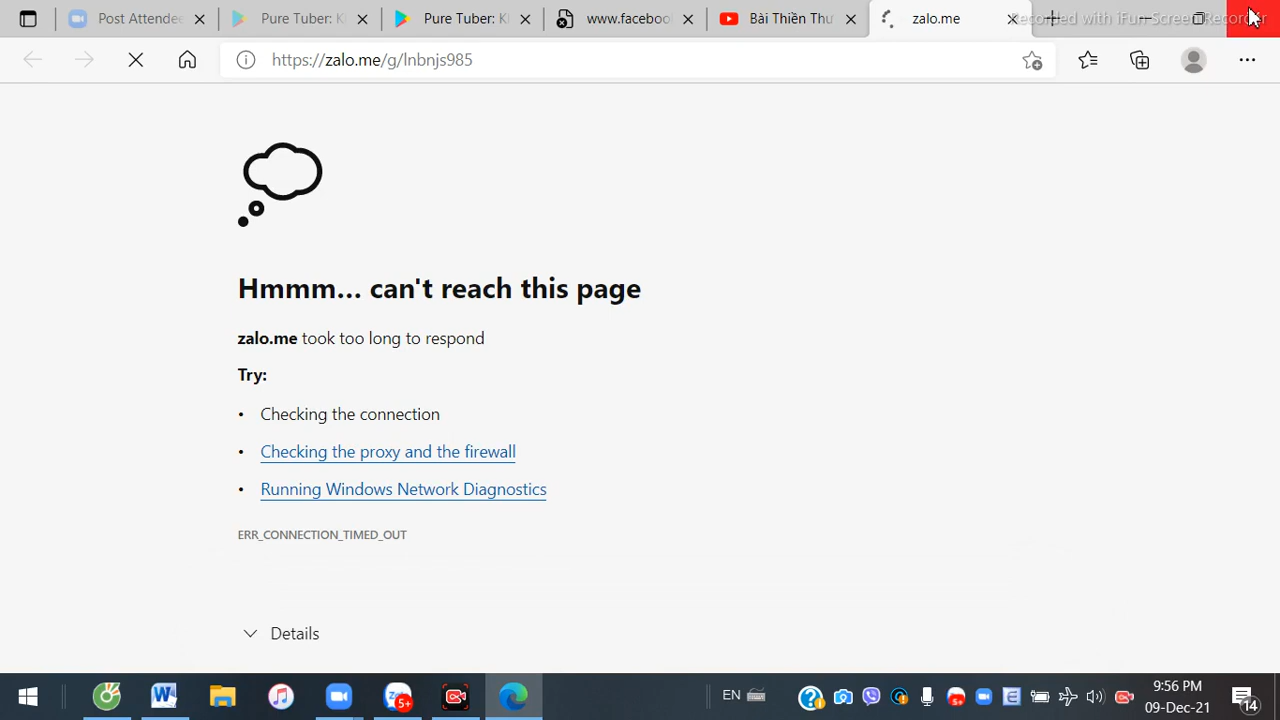 Post Attendee
Pure Tuber: K
Pure Tuber: K
www.faceboo
Bài Thiền Thư
zalo.me
Recorded with iFun Screen Recorder
https://zalo.me/g/lnbnjs985
Hmmm... can't reach this page
zalo.me took too long to respond
Try:
• Checking the connection
• Checking the proxy and the firewall
• Running Windows Network Diagnostics
ERR_CONNECTION_TIMED_OUT
Details
W
5+
EN
5+
E
9:56 PM
09-Dec-21
14